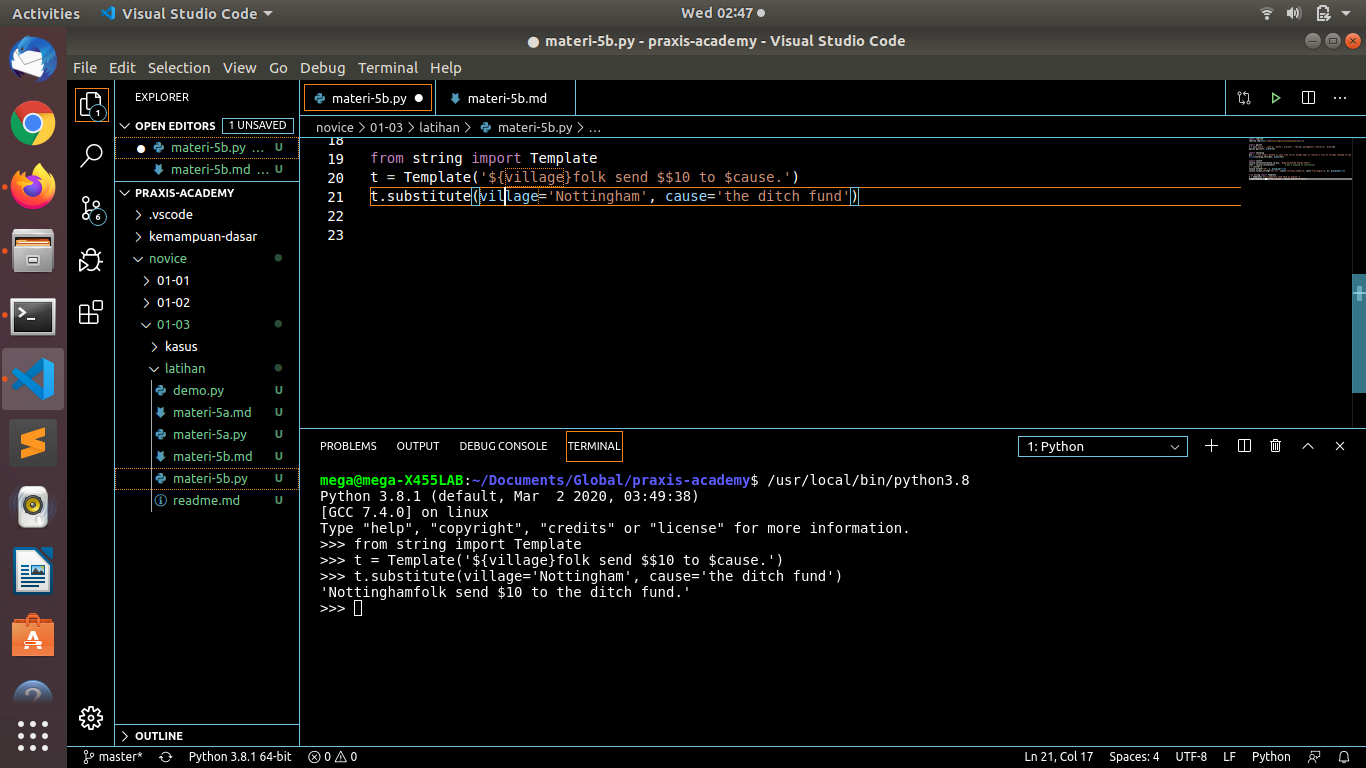 Activities Visual Studio Code Wed 02:47
materi-5b.py - praxis-academy - Visual Studio Code
File Edit Selection View Go Debug Terminal Help
EXPLORER
OPEN EDITORS 1 UNSAVED
materi-5b.py ... U
materi-5b.md ... U
PRAXIS-ACADEMY
.vscode
kemampuan-dasar
novice
01-01
01-02
01-03
kasus
latihan
demo.py U
materi-5a.md U
materi-5a.py U
materi-5b.md U
materi-5b.py U
readme.md U
OUTLINE
1
6
materi-5b.py materi-5b.md
novice > 01-03 > latihan > materi-5b.py > ...
18
19 from string import Template
20 t = Template('${village}folk send $$10 to $cause.')
21 t.substitute(village='Nottingham', cause='the ditch fund')
22
23
PROBLEMS OUTPUT DEBUG CONSOLE TERMINAL 1: Python
mega@mega-X455LAB:~/Documents/Global/praxis-academy$ /usr/local/bin/python3.8
Python 3.8.1 (default, Mar  2 2020, 03:49:38)
[GCC 7.4.0] on linux
Type "help", "copyright", "credits" or "license" for more information.
>>> from string import Template
>>> t = Template('${village}folk send $$10 to $cause.')
>>> t.substitute(village='Nottingham', cause='the ditch fund')
'Nottinghamfolk send $10 to the ditch fund.'
>>>
master* Python 3.8.1 64-bit 0 0 Ln 21, Col 17 Spaces: 4 UTF-8 LF Python